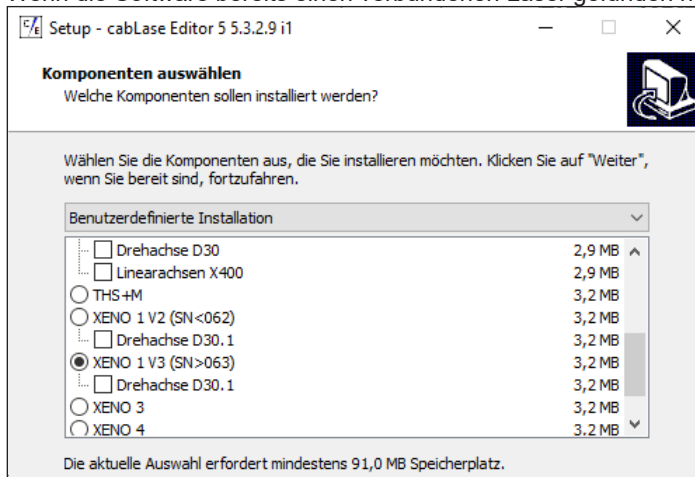 Setup - cabLase Editor 5 5.3.2.9 i1
Komponenten auswählen
Welche Komponenten sollen installiert werden?
Wählen Sie die Komponenten aus, die Sie installieren möchten. Klicken Sie auf "Weiter",
wenn Sie bereit sind, fortzufahren.
Benutzerdefinierte Installation
Drehachse D30 2,9 MB
Linearachsen X400 2,9 MB
THS+M 3,2 MB
XENO 1 V2 (SN<062) 3,2 MB
Drehachse D30.1 3,2 MB
XENO 1 V3 (SN>063) 3,2 MB
Drehachse D30.1 3,2 MB
XENO 3 3,2 MB
XENO 4 3,2 MB
Die aktuelle Auswahl erfordert mindestens 91,0 MB Speicherplatz.